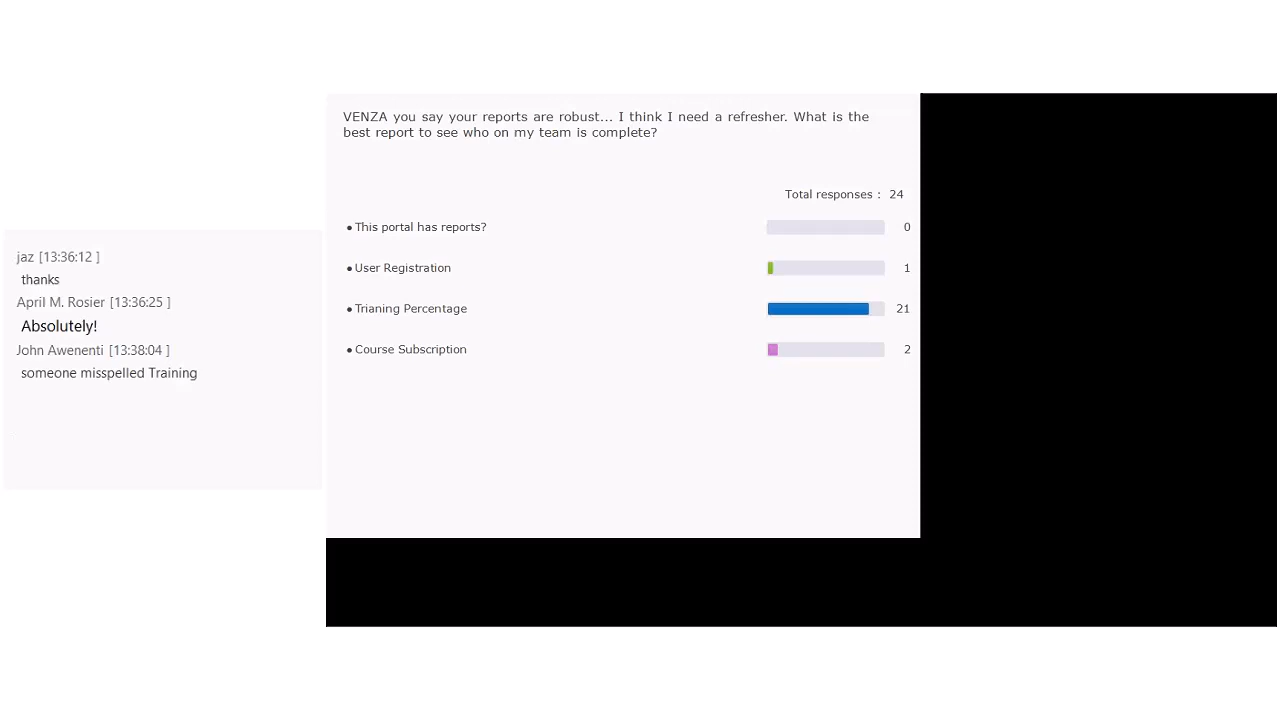 jaz [13:36:12 ]
thanks
April M. Rosier [13:36:25 ]
Absolutely!
John Awenenti [13:38:04 ]
someone misspelled Training
VENZA you say your reports are robust... I think I need a refresher. What is the
best report to see who on my team is complete?
Total responses : 24
• This portal has reports? 0
• User Registration 1
• Trianing Percentage 21
• Course Subscription 2